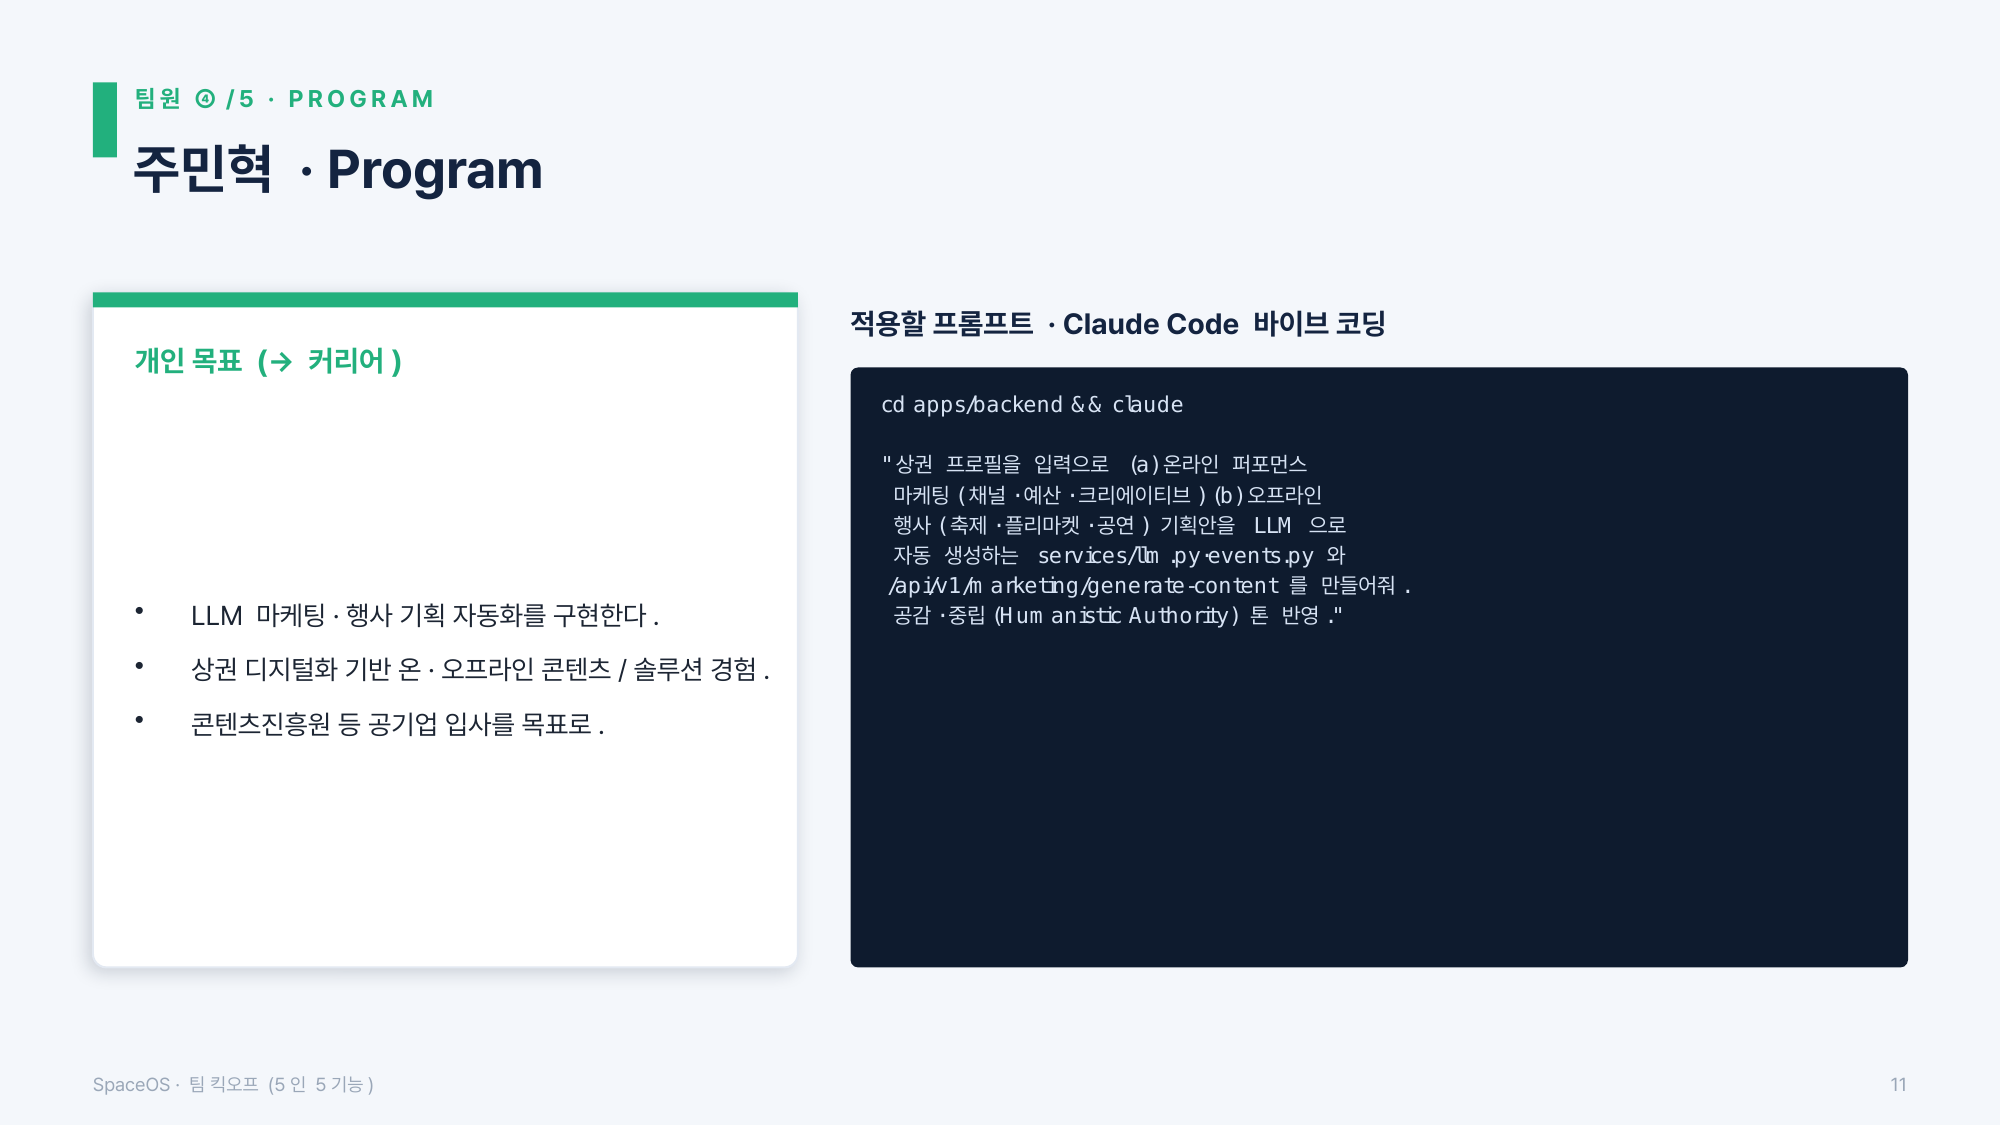 팀원 ④/5 · PROGRAM
주민혁 · Program
개인 목표 (→ 커리어)
• LLM 마케팅·행사 기획 자동화를 구현한다.
• 상권 디지털화 기반 온·오프라인 콘텐츠/솔루션 경험.
• 콘텐츠진흥원 등 공기업 입사를 목표로.
적용할 프롬프트 · Claude Code 바이브 코딩
cd apps/backend && claude
"상권 프로필을 입력으로 (a)온라인 퍼포먼스
마케팅(채널·예산·크리에이티브) (b)오프라인
행사(축제·플리마켓·공연) 기획안을 LLM 으로
자동 생성하는 services/llm.py·events.py 와
/api/v1/marketing/generate-content 를 만들어줘.
공감·중립(Humanistic Authority) 톤 반영."
SpaceOS · 팀 킥오프 (5인 5기능)
11